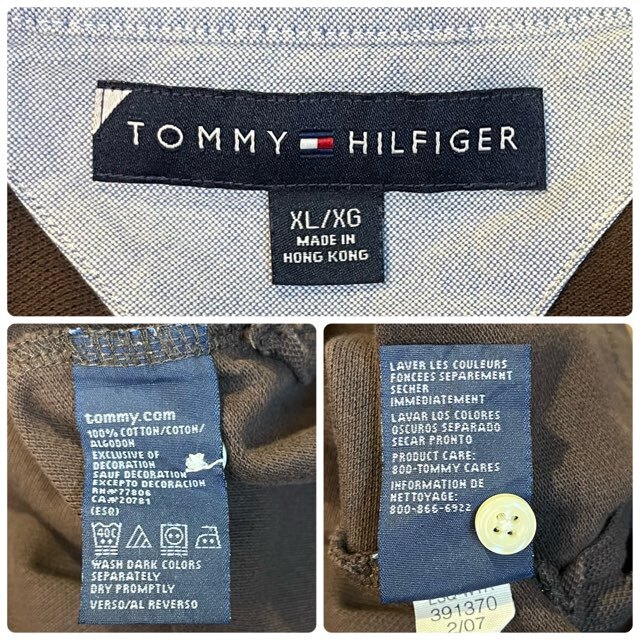 TOMMY HILFIGER
XL/XG
MADE IN
HONG KONG
tommy.com
100% COTTON/COTON/
ALGODON
EXCLUSIVE OF
DECORATION
SAUF DECORATION
EXCEPTO DECORACION
RN#77806
CA#20781
(ESQ)
40C
WASH DARK COLORS
SEPARATELY
DRY PROMPTLY
VERSO/AL REVERSO
LAVER LES COULEURS
FONCEES SEPAREMENT
SECHER
IMMEDIATEMENT
LAVAR LOS COLORES
OSCUROS SEPARADO
SECAR PRONTO
PRODUCT CARE:
800-TOMMY CARES
INFORMATION DE
NETTOYAGE:
800-866-6922
391370
2/07